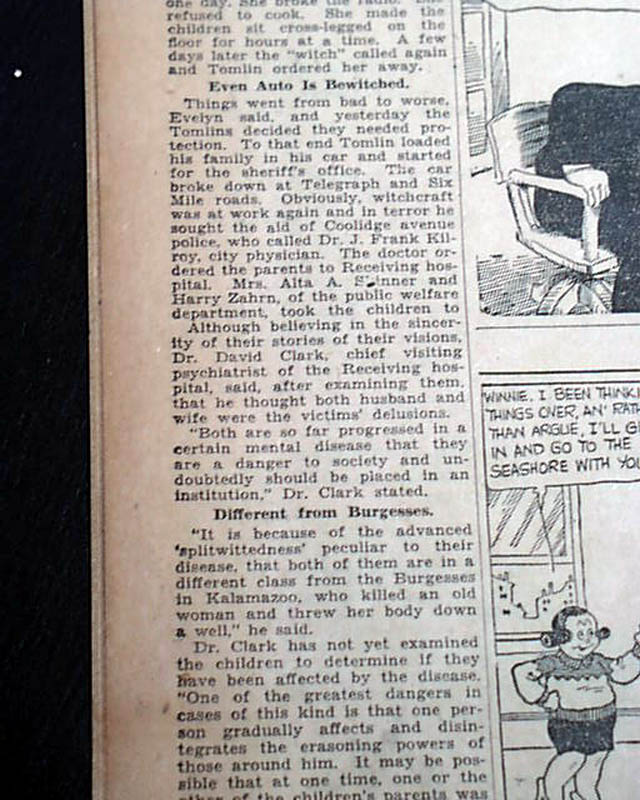 one day. She broke the radio. She
refused to cook. She made the
children sit cross-legged on the
floor for hours at a time. A few
days later the "witch" called again
and Tomlin ordered her away.
Even Auto Is Bewitched.
Things went from bad to worse,
Evelyn said, and yesterday the
Tomlins decided they needed pro-
tection. To that end Tomlin loaded
his family in his car and started
for the sheriff's office. The car
broke down at Telegraph and Six
Mile roads. Obviously, witchcraft
was at work again and in terror he
sought the aid of Coolidge avenue
police, who called Dr. J. Frank Kil-
roy, city physician. The doctor or-
dered the parents to Receiving hos-
pital. Mrs. Alta A. and
Harry Zahrn, of the public welfare
department, took the children to
Although believing in the sincer-
ity of their stories of their visions,
Dr. David Clark, chief visiting
psychiatrist of the Receiving hos-
pital, said, after examining them,
that he thought both husband and
wife were the victims' delusions.
"Both are so far progressed in a
certain mental disease that they
are a danger to society and un-
doubtedly should be placed in an
institution," Dr. Clark stated.
Different from Burgesses.
"It is because of the advanced
'splitwittedness' peculiar to their
disease, that both of them are in a
different class from the Burgesses
in Kalamazoo, who killed an old
woman and threw her body down
a well," he said.
Dr. Clark has not yet examined
the children to determine if they
have been affected by the disease.
"One of the greatest dangers in
cases of this kind is that one per-
son gradually affects and disin-
tegrates the erasoning powers of
those around him. It may be pos-
sible that at one time, one or the
other of the children's parents was
WINNIE, I BEEN THINKI
THINGS OVER, AN' RATH
THAN ARGUE, I'LL GI
IN AND GO TO THE
SEASHORE WITH YOU